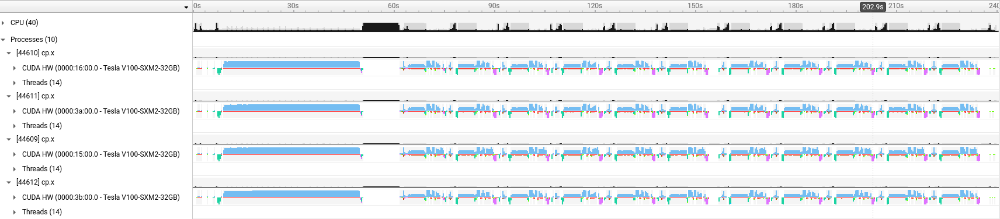 0s 30s 60s 90s 120s 150s 180s 202.9s 210s 240
CPU (40)
Processes (10)
[44610] cp.x
CUDA HW (0000:16:00.0 - Tesla V100-SXM2-32GB)
Threads (14)
[44611] cp.x
CUDA HW (0000:3a:00.0 - Tesla V100-SXM2-32GB)
Threads (14)
[44609] cp.x
CUDA HW (0000:15:00.0 - Tesla V100-SXM2-32GB)
Threads (14)
[44612] cp.x
CUDA HW (0000:3b:00.0 - Tesla V100-SXM2-32GB)
Threads (14)